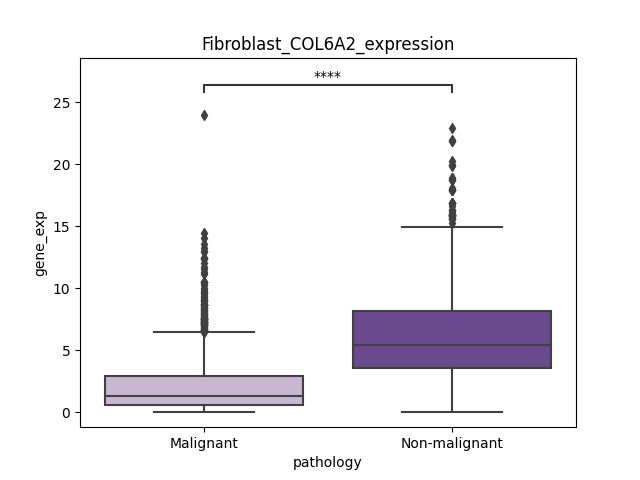 Fibroblast_COL6A2_expression
****
25
20
15
10
5
0
gene_exp
Malignant
Non-malignant
pathology